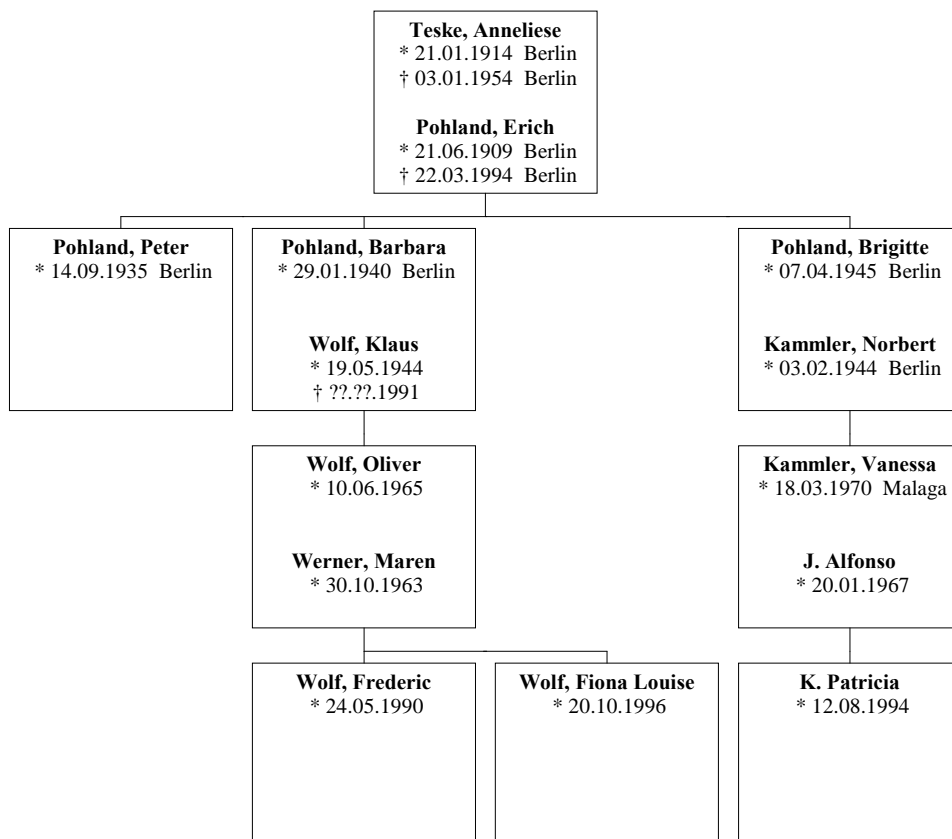 Teske, Anneliese
* 21.01.1914 Berlin
† 03.01.1954 Berlin
Pohland, Erich
* 21.06.1909 Berlin
† 22.03.1994 Berlin
Pohland, Peter
* 14.09.1935 Berlin
Pohland, Barbara
* 29.01.1940 Berlin
Wolf, Klaus
* 19.05.1944
† ??.??.1991
Pohland, Brigitte
* 07.04.1945 Berlin
Kammler, Norbert
* 03.02.1944 Berlin
Wolf, Oliver
* 10.06.1965
Werner, Maren
* 30.10.1963
Kammler, Vanessa
* 18.03.1970 Malaga
J. Alfonso
* 20.01.1967
Wolf, Frederic
* 24.05.1990
Wolf, Fiona Louise
* 20.10.1996
K. Patricia
* 12.08.1994